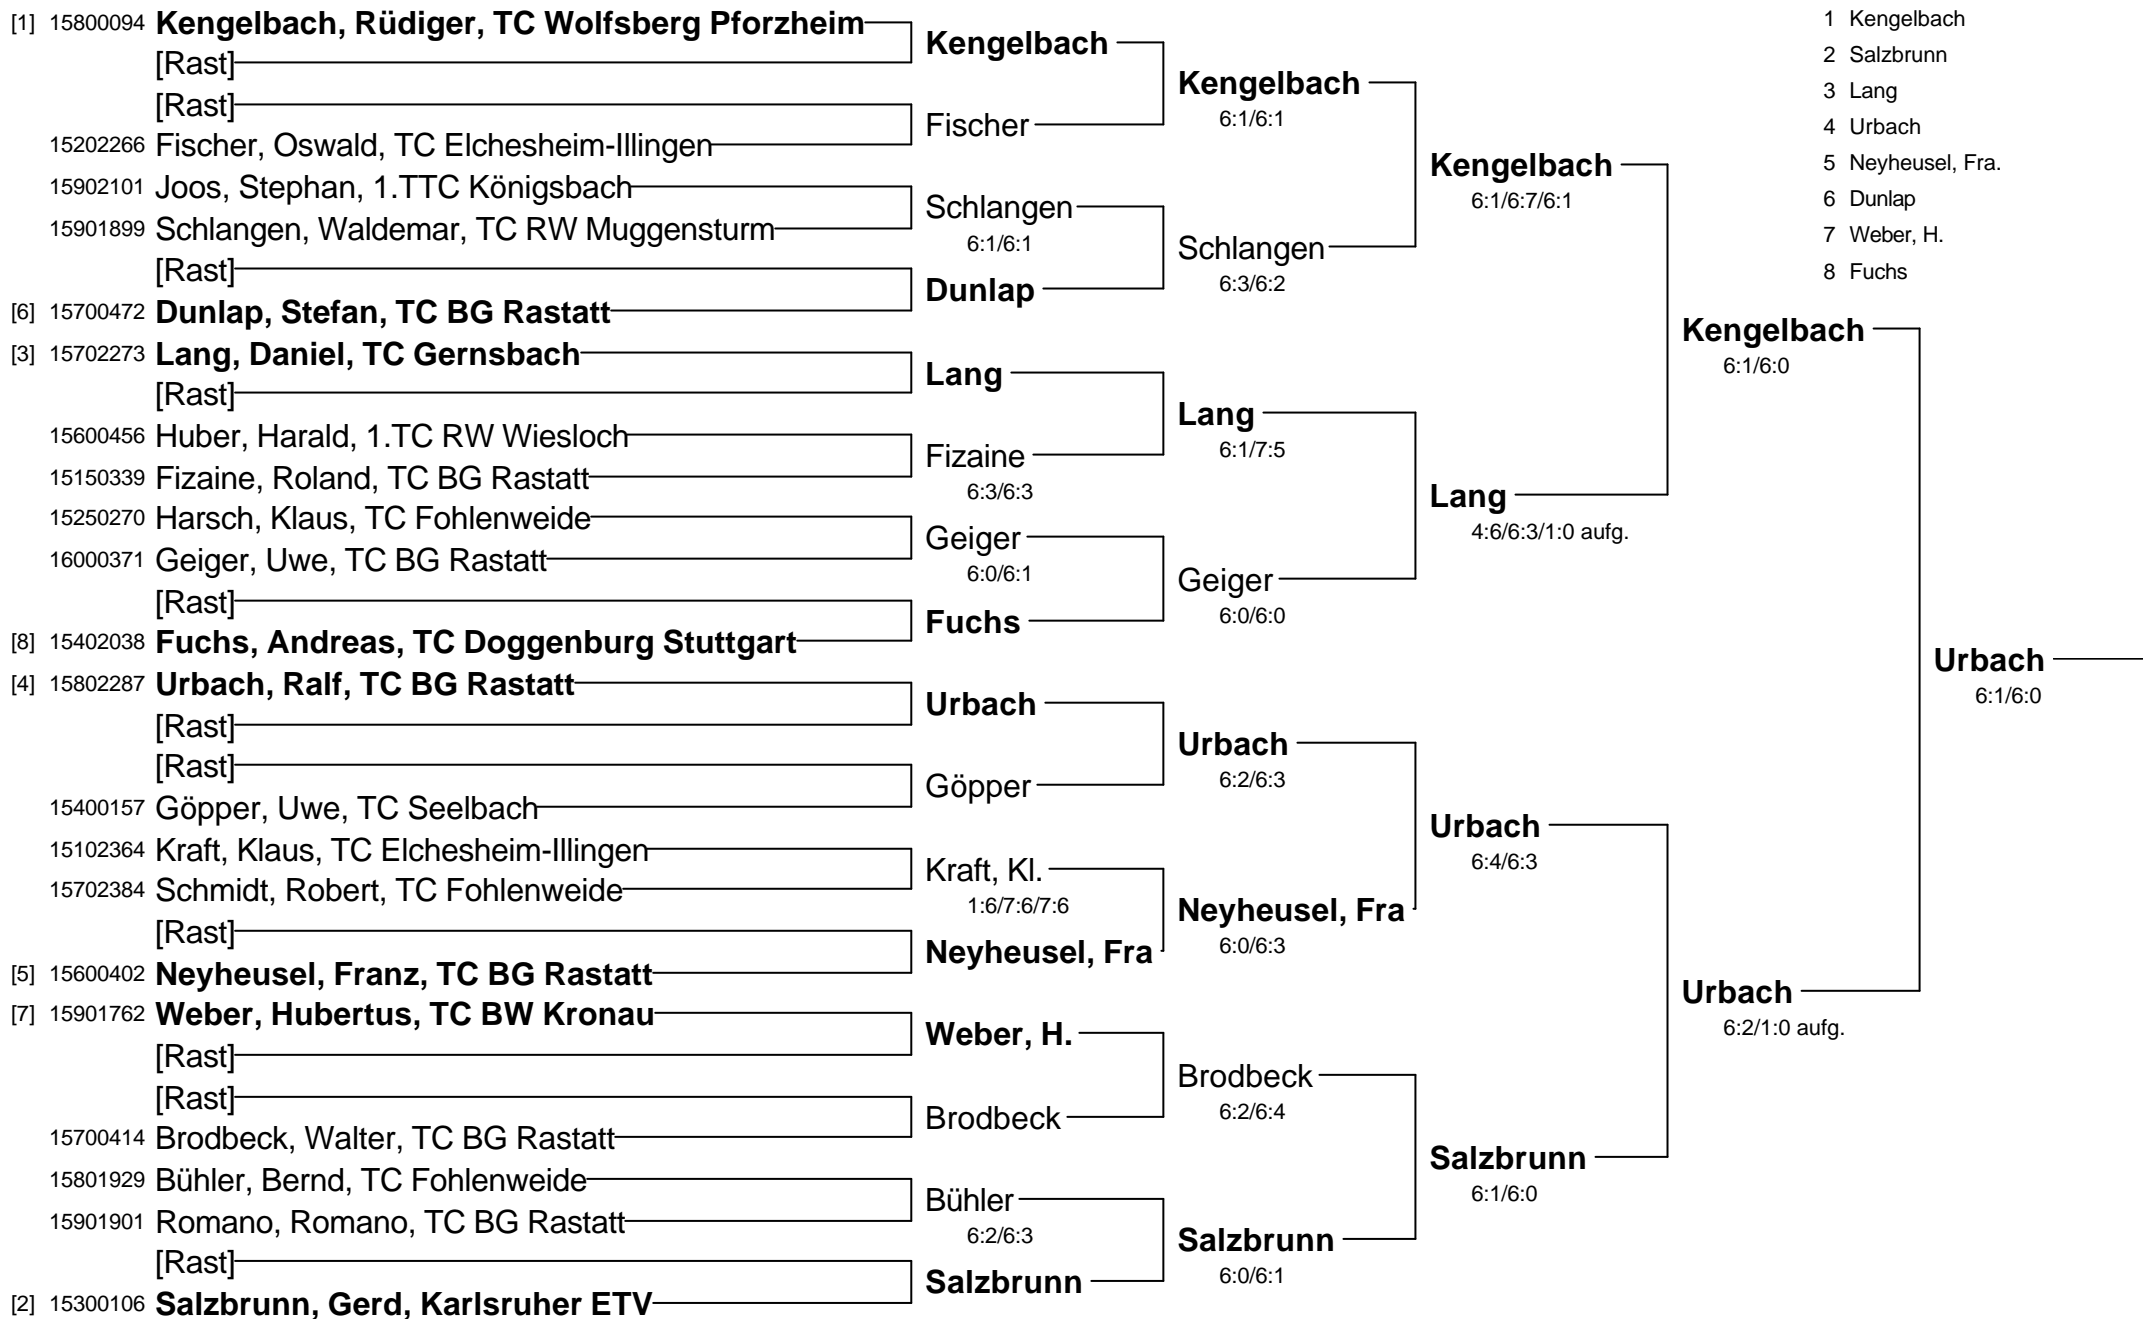 [1] 15800094 Kengelbach, Rüdiger, TC Wolfsberg Pforzheim
[Rast]
[Rast]
15202266 Fischer, Oswald, TC Elchesheim-Illingen
15902101 Joos, Stephan, 1.TTC Königsbach
15901899 Schlangen, Waldemar, TC RW Muggensturm
[Rast]
[6] 15700472 Dunlap, Stefan, TC BG Rastatt
[3] 15702273 Lang, Daniel, TC Gernsbach
[Rast]
15600456 Huber, Harald, 1.TC RW Wiesloch
15150339 Fizaine, Roland, TC BG Rastatt
15250270 Harsch, Klaus, TC Fohlenweide
16000371 Geiger, Uwe, TC BG Rastatt
[Rast]
[8] 15402038 Fuchs, Andreas, TC Doggenburg Stuttgart
[4] 15802287 Urbach, Ralf, TC BG Rastatt
[Rast]
[Rast]
15400157 Göpper, Uwe, TC Seelbach
15102364 Kraft, Klaus, TC Elchesheim-Illingen
15702384 Schmidt, Robert, TC Fohlenweide
[Rast]
[5] 15600402 Neyheusel, Franz, TC BG Rastatt
[7] 15901762 Weber, Hubertus, TC BW Kronau
[Rast]
[Rast]
15700414 Brodbeck, Walter, TC BG Rastatt
15801929 Bühler, Bernd, TC Fohlenweide
15901901 Romano, Romano, TC BG Rastatt
[Rast]
[2] 15300106 Salzbrunn, Gerd, Karlsruher ETV
Kengelbach
Fischer
Schlangen
6:1/6:1
Dunlap
Lang
Fizaine
6:3/6:3
Geiger
6:0/6:1
Fuchs
Urbach
Göpper
Kraft, Kl.
1:6/7:6/7:6
Neyheusel, Fra
Weber, H.
Brodbeck
Bühler
6:2/6:3
Salzbrunn
Kengelbach
6:1/6:1
Schlangen
6:3/6:2
Lang
6:1/7:5
Geiger
6:0/6:0
Urbach
6:2/6:3
Neyheusel, Fra
6:0/6:3
Brodbeck
6:2/6:4
Salzbrunn
6:0/6:1
Kengelbach
6:1/6:7/6:1
Lang
4:6/6:3/1:0 aufg.
Urbach
6:4/6:3
Salzbrunn
6:1/6:0
Kengelbach
6:1/6:0
Urbach
6:2/1:0 aufg.
Urbach
6:1/6:0
1 Kengelbach
2 Salzbrunn
3 Lang
4 Urbach
5 Neyheusel, Fra.
6 Dunlap
7 Weber, H.
8 Fuchs